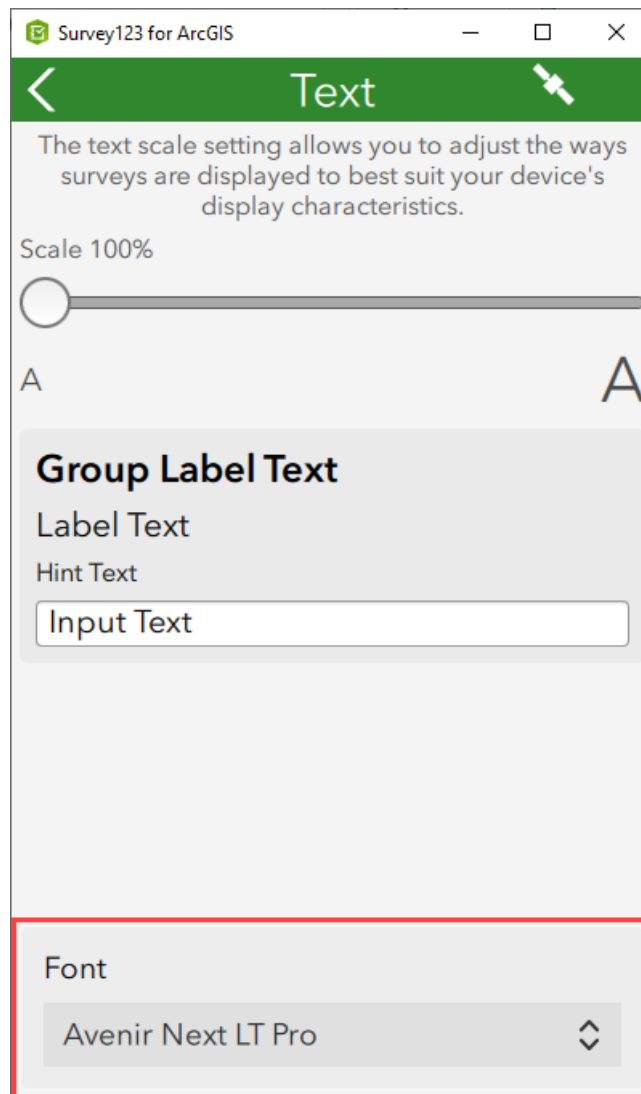 Survey123 for ArcGIS
Text
The text scale setting allows you to adjust the ways
surveys are displayed to best suit your device's
display characteristics.
Scale 100%
A A
Group Label Text
Label Text
Hint Text
Input Text
Font
Avenir Next LT Pro